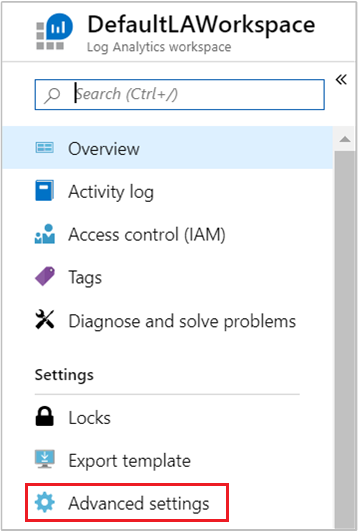 DefaultLAWorkspace
Log Analytics workspace
Search (Ctrl+/)
«
Overview
Activity log
Access control (IAM)
Tags
Diagnose and solve problems
Settings
Locks
Export template
Advanced settings